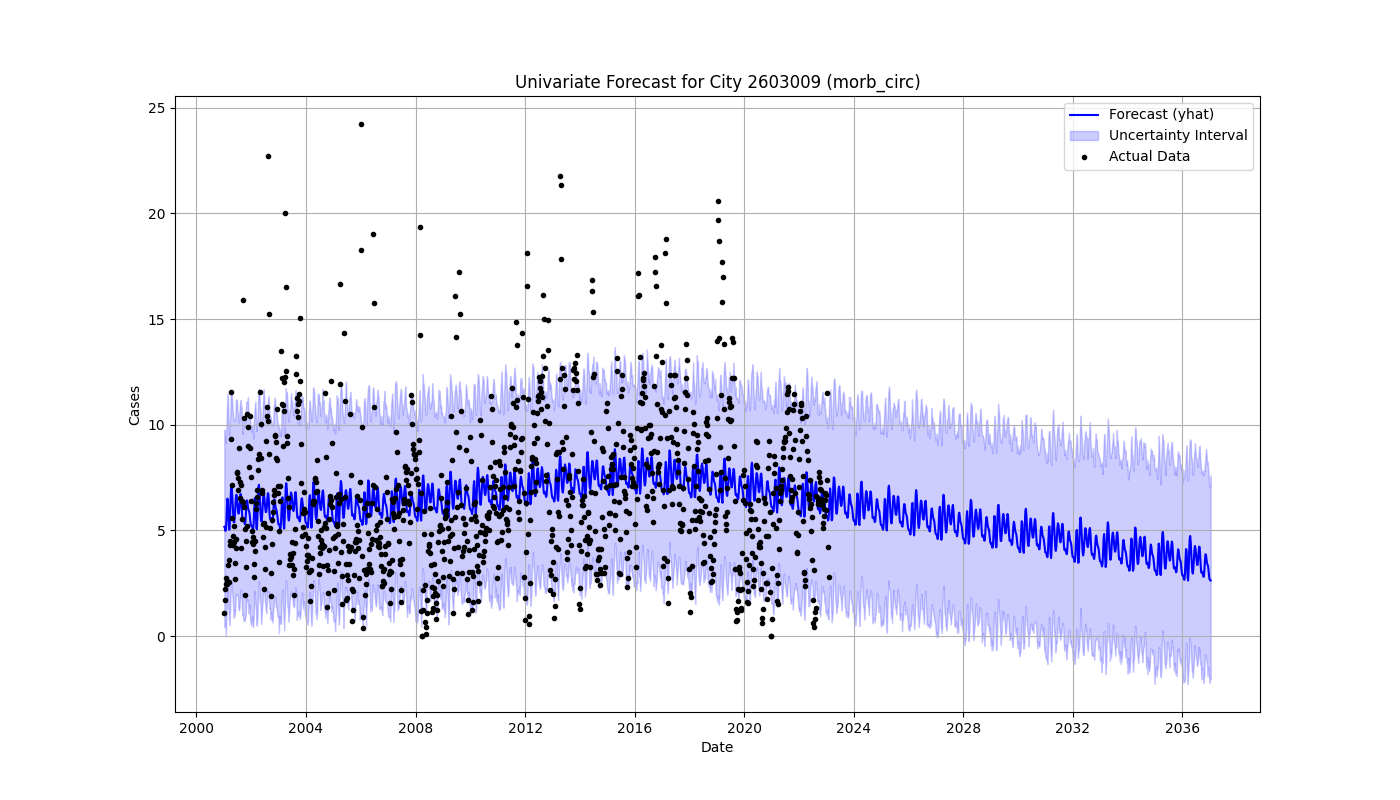 Univariate Forecast for City 2603009 (morb_circ)
Forecast (yhat)
Uncertainty Interval
Actual Data
Cases
25
20
15
10
5
0
2000 2004 2008 2012 2016 2020 2024 2028 2032 2036
Date